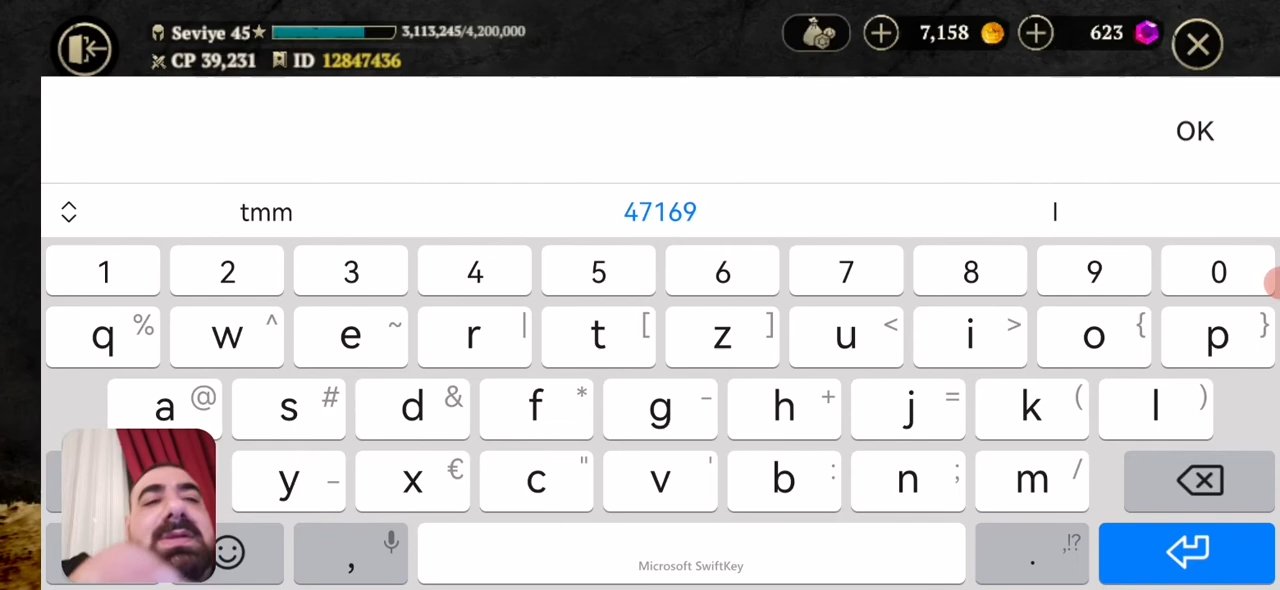 Seviye 45★ 3,113,245/4,200,000 7,158 623
CP 39,231 ID 12847436
OK
tmm 47169 I
1 2 3 4 5 6 7 8 9 0
q % w ^ e ~ r | t [ z ] u < i > o { p }
a @ s # d & f * g - h + j = k ( l )
y _ x € c " v ' b : n ; m /
, Microsoft SwiftKey . ,!?